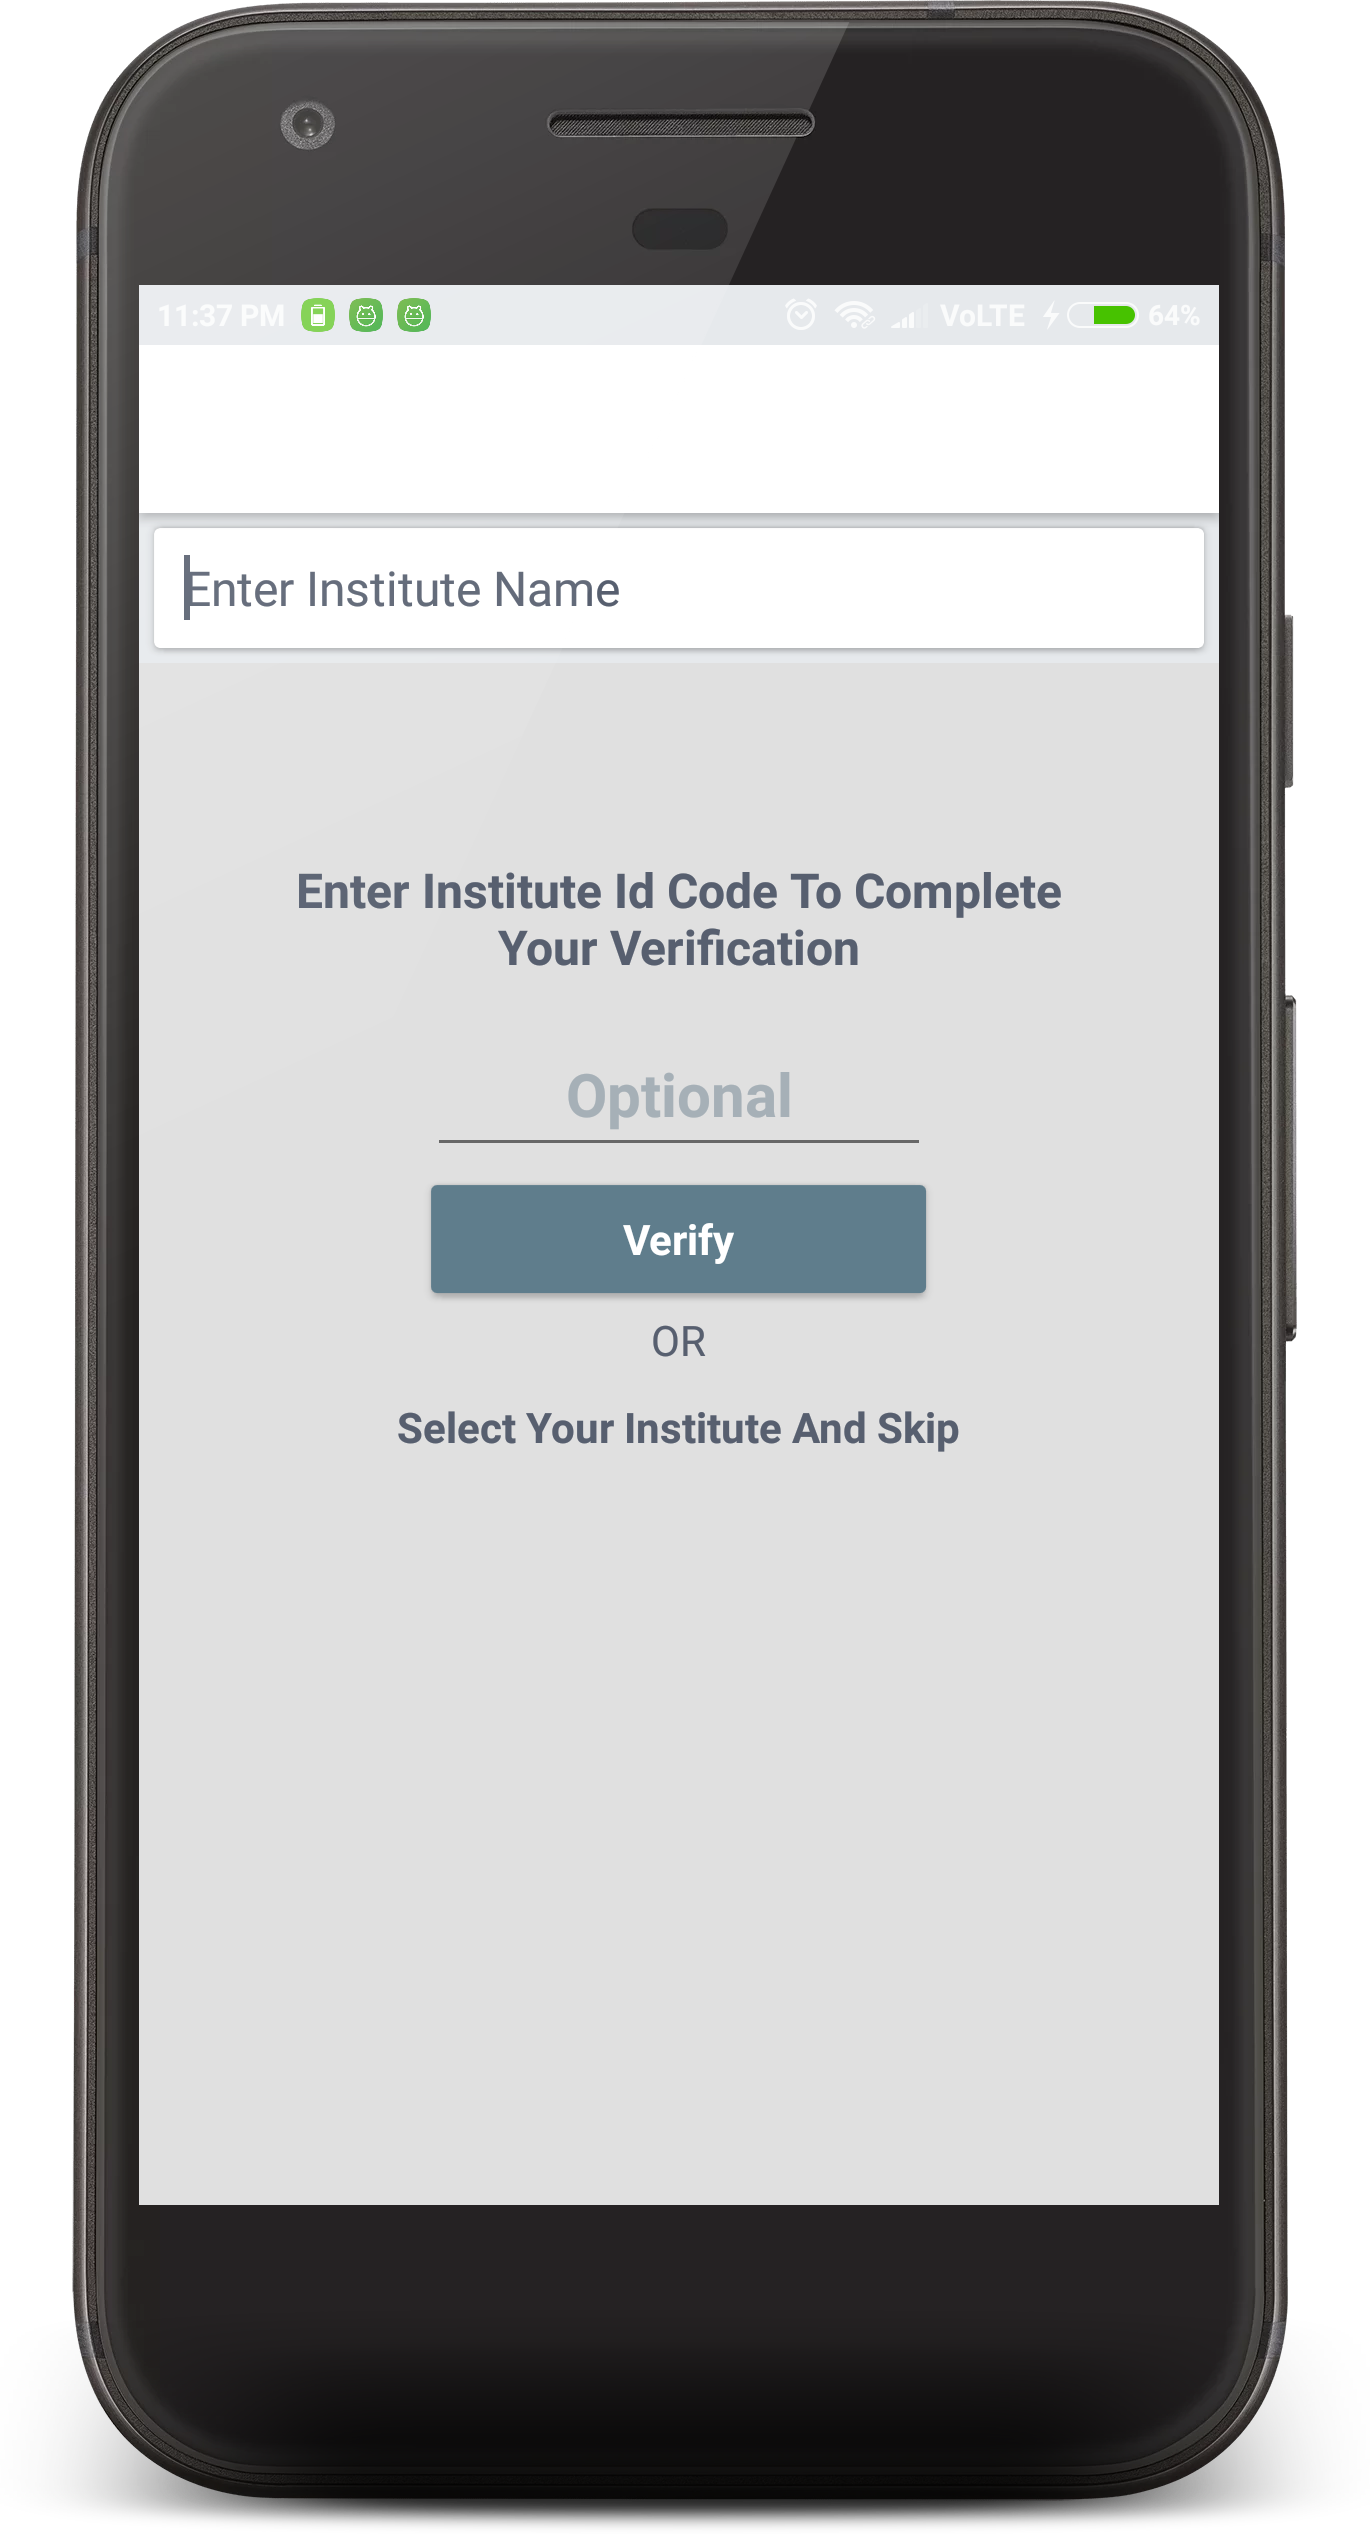 11:37 PM VoLTE 64%
Enter Institute Name
Enter Institute Id Code To Complete
Your Verification
Optional
Verify
OR
Select Your Institute And Skip